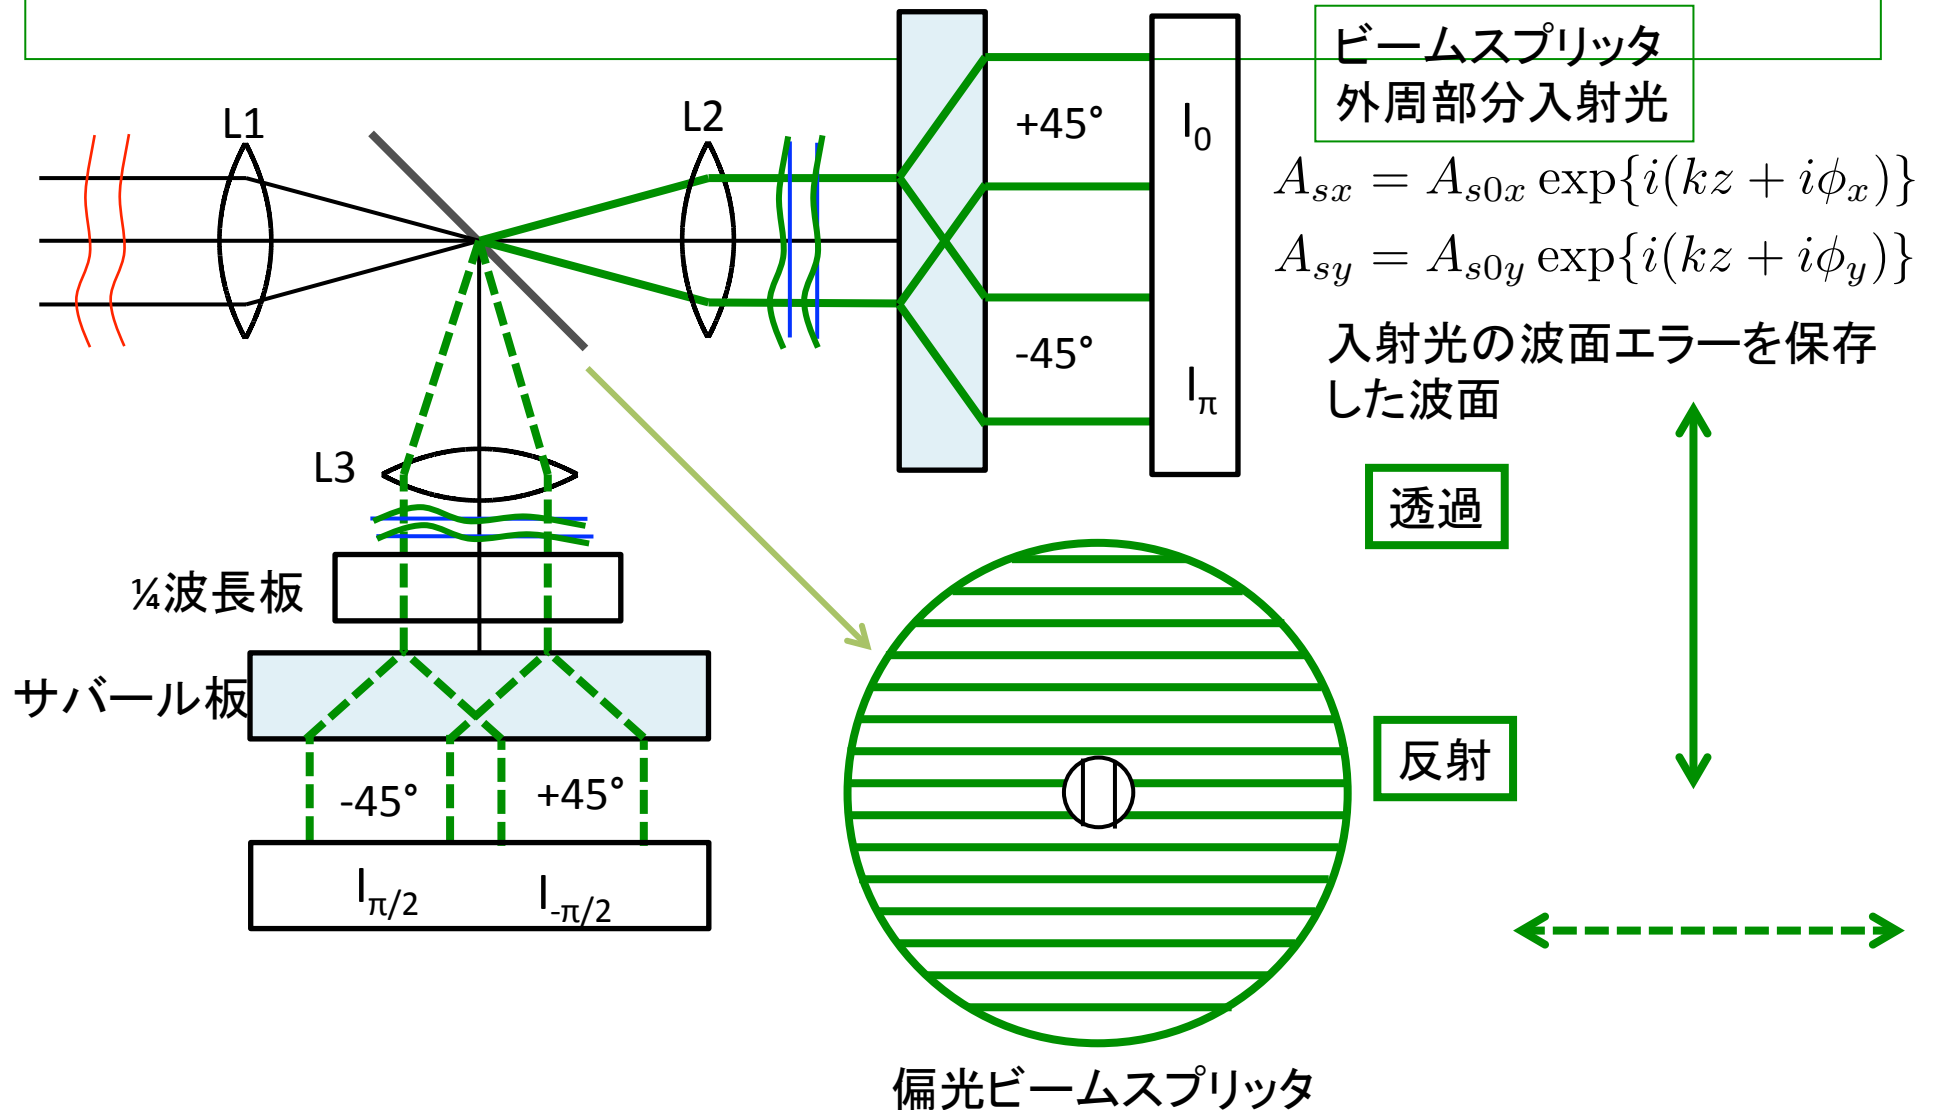 ビームスプリッタ
外周部分入射光
L1
L2
+45°
I₀
A_{sx} = A_{s0x} exp{i(kz + iϕ_x)}
A_{sy} = A_{s0y} exp{i(kz + iϕ_y)}
-45°
I_π
入射光の波面エラーを保存
した波面
L3
透過
¼波長板
サバール板
反射
-45°
+45°
I_{π/2}
I_{-π/2}
偏光ビームスプリッタ